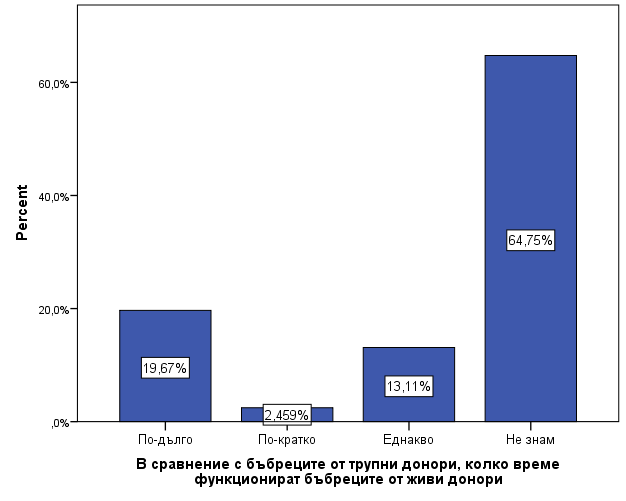 Percent
60,0%
40,0%
20,0%
,0%
19,67%
2,459%
13,11%
64,75%
По-дълго
По-кратко
Еднакво
Не знам
В сравнение с бъбреците от трупни донори, колко време
функционират бъбреците от живи донори